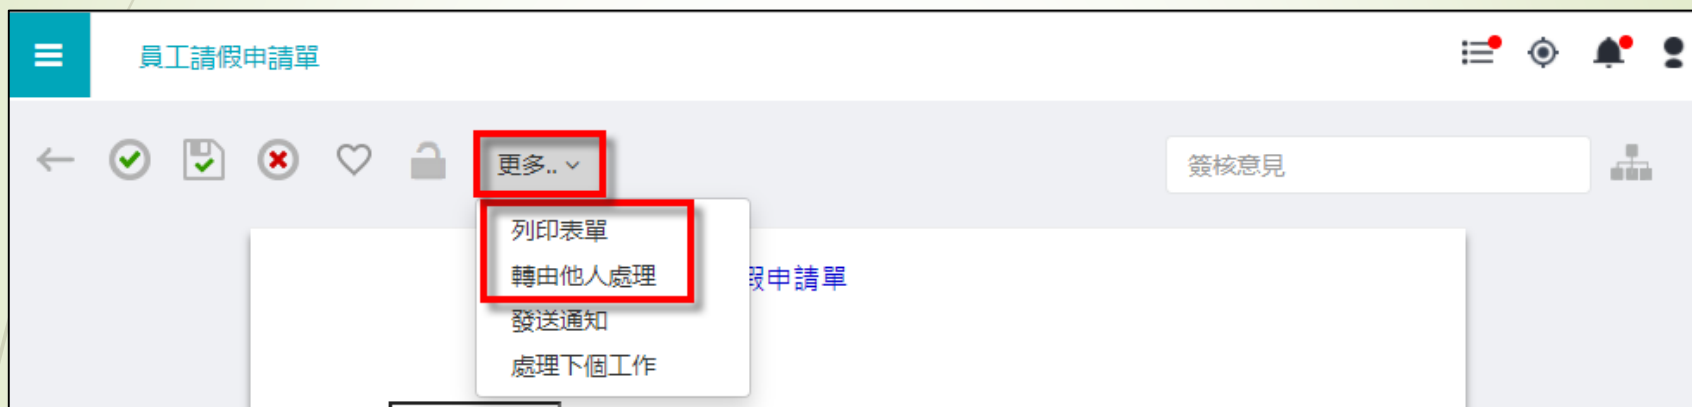 員工請假申請單
更多..
簽核意見
列印表單
轉由他人處理
假申請單
發送通知
處理下個工作